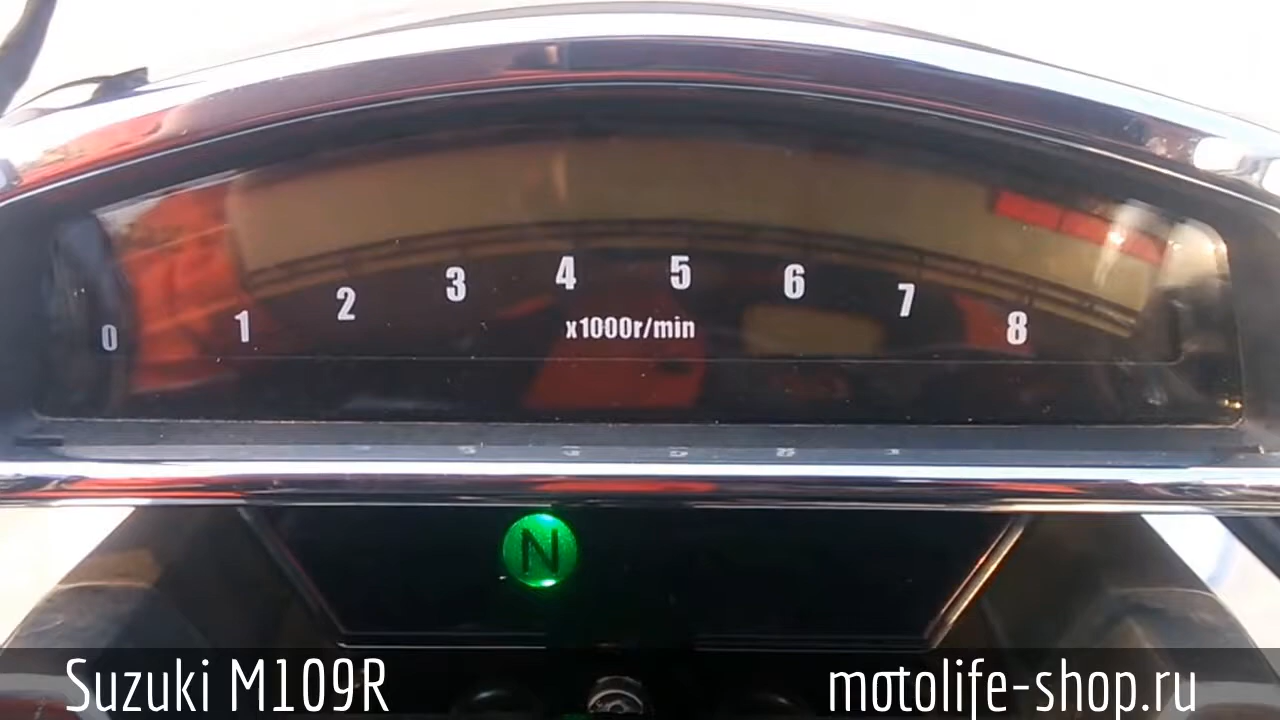 0 1 2 3 4 5 6 7 8
x1000r/min
N
Suzuki M109R
motolife-shop.ru